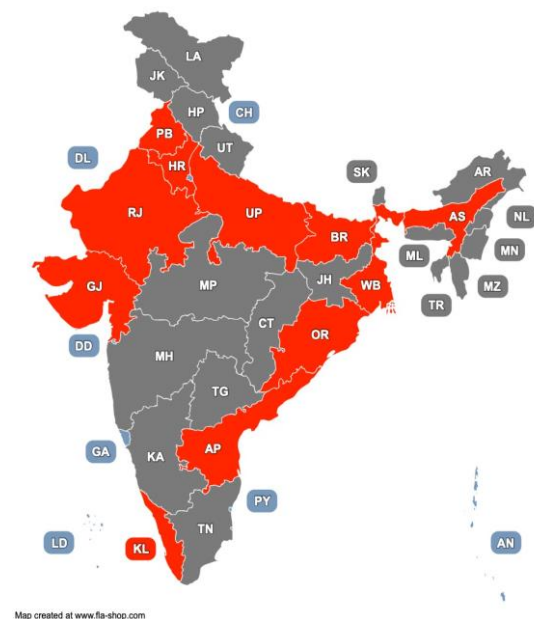 LA
JK
HP
CH
PB
UT
DL
HR
SK
AR
RJ
UP
AS
NL
BR
ML
MN
GJ
MP
JH
WB
MZ
TR
DD
CT
OR
MH
TG
GA
KA
AP
PY
LD
KL
TN
AN
Map created at www.fla-shop.com